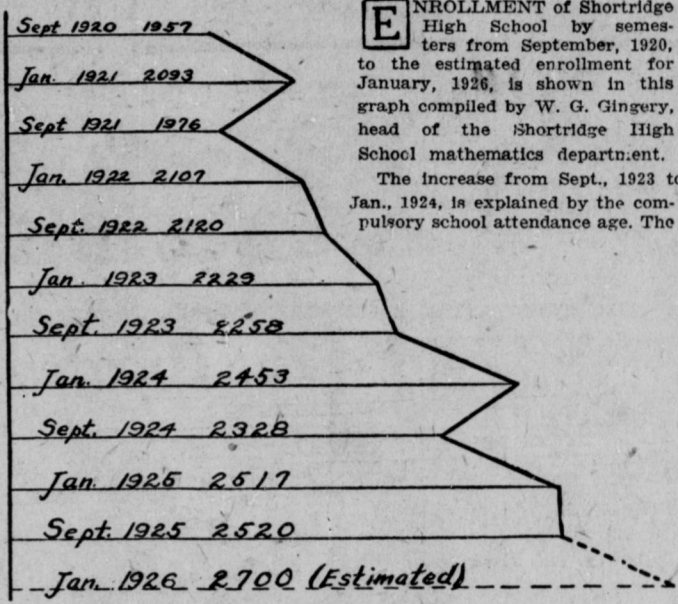 ENROLLMENT of Shortridge
High School by semes-
ters from September, 1920,
to the estimated enrollment for
January, 1926, is shown in this
graph compiled by W. G. Gingery,
head of the Shortridge High
School mathematics department.
The increase from Sept., 1923 to
Jan., 1924, is explained by the com-
pulsory school attendance age. The
Sept 1920 1957
Jan. 1921 2093
Sept 1921 1976
Jan. 1922 2107
Sept. 1922 2120
Jan. 1923 2229
Sept. 1923 2258
Jan. 1924 2453
Sept. 1924 2328
Jan. 1925 2517
Sept. 1925 2520
Jan. 1926 2700 (Estimated)